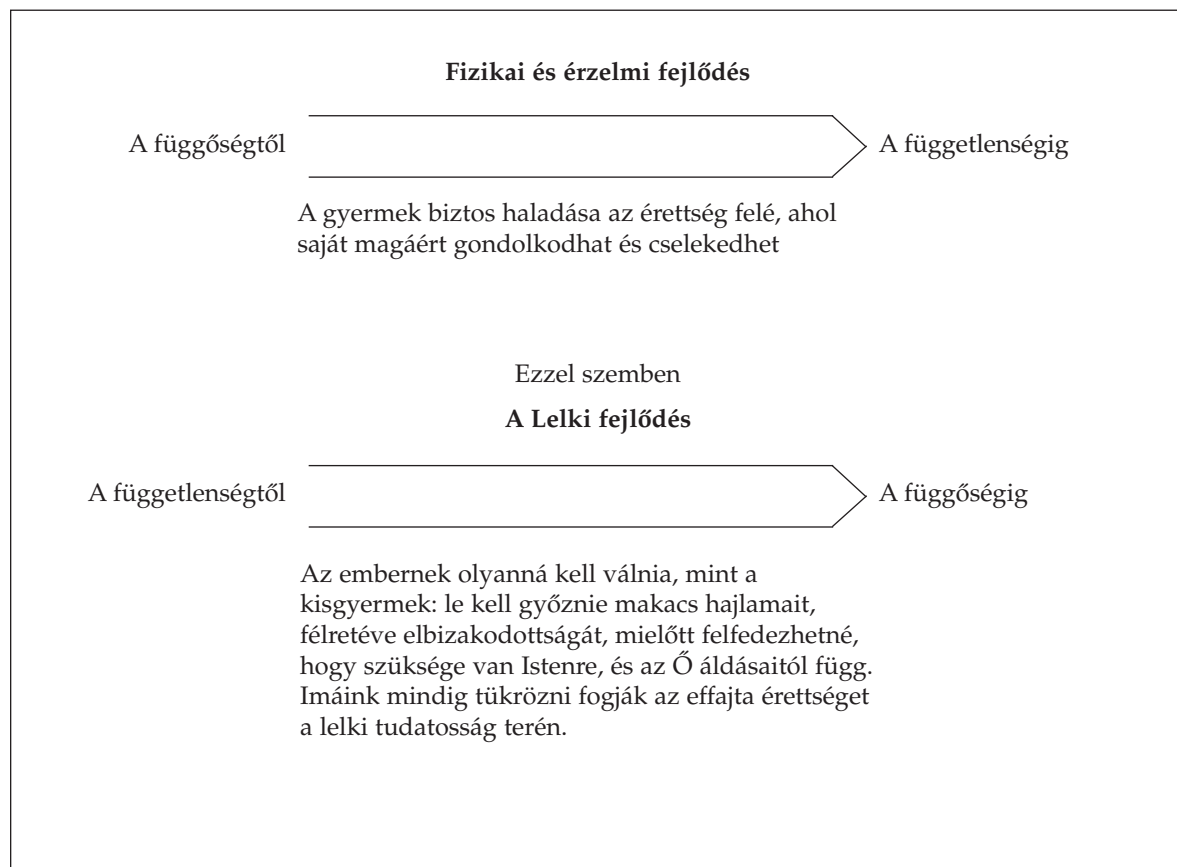 Fizikai és érzelmi fejlődés
A függőségtől
A függetlenségig
A gyermek biztos haladása az érettség felé, ahol
saját magáért gondolkodhat és cselekedhet
Ezzel szemben
A Lelki fejlődés
A függetlenségtől
A függőségig
Az embernek olyanná kell válnia, mint a
kisgyermek: le kell győznie makacs hajlamait,
félretéve elbizakodottságát, mielőtt felfedezhetné,
hogy szüksége van Istenre, és az Ő áldásaitól függ.
Imáink mindig tükrözni fogják az effajta érettséget
a lelki tudatosság terén.